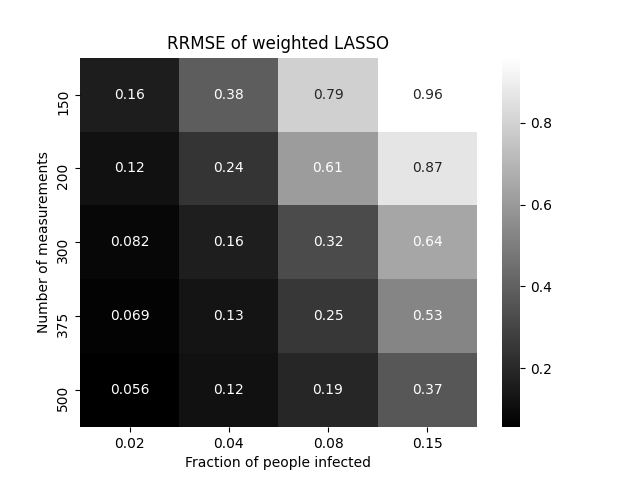 RRMSE of weighted LASSO
Number of measurements
150 0.16 0.38 0.79 0.96
200 0.12 0.24 0.61 0.87
300 0.082 0.16 0.32 0.64
375 0.069 0.13 0.25 0.53
500 0.056 0.12 0.19 0.37
0.02 0.04 0.08 0.15
Fraction of people infected
0.8
0.6
0.4
0.2